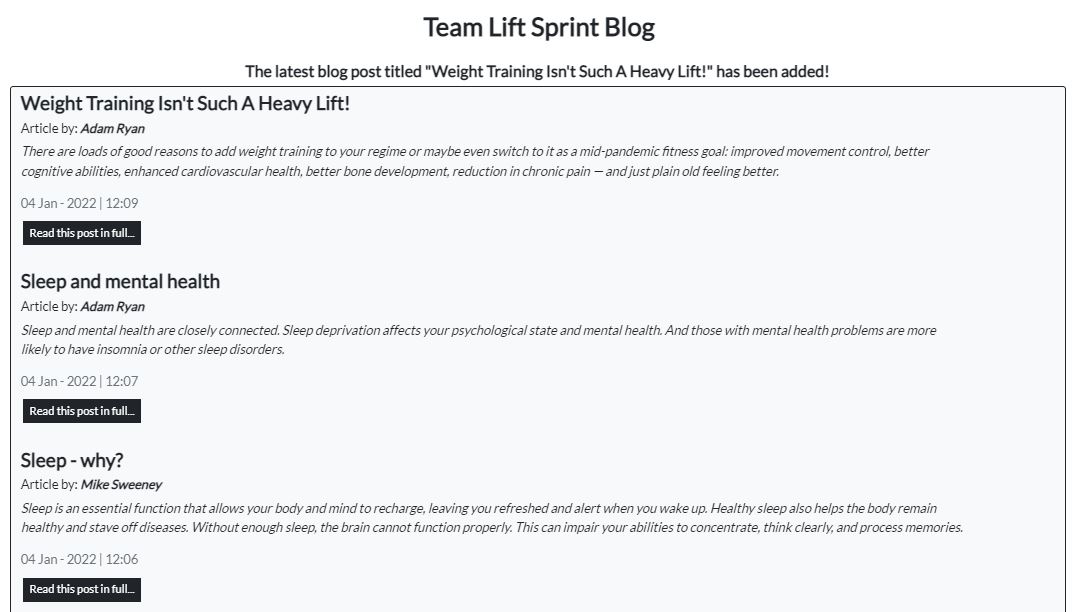 Team Lift Sprint Blog
The latest blog post titled "Weight Training Isn't Such A Heavy Lift!" has been added!
Weight Training Isn't Such A Heavy Lift!
Article by: Adam Ryan
There are loads of good reasons to add weight training to your regime or maybe even switch to it as a mid-pandemic fitness goal: improved movement control, better
cognitive abilities, enhanced cardiovascular health, better bone development, reduction in chronic pain — and just plain old feeling better.
04 Jan - 2022 | 12:09
Read this post in full...
Sleep and mental health
Article by: Adam Ryan
Sleep and mental health are closely connected. Sleep deprivation affects your psychological state and mental health. And those with mental health problems are more
likely to have insomnia or other sleep disorders.
04 Jan - 2022 | 12:07
Read this post in full...
Sleep - why?
Article by: Mike Sweeney
Sleep is an essential function that allows your body and mind to recharge, leaving you refreshed and alert when you wake up. Healthy sleep also helps the body remain
healthy and stave off diseases. Without enough sleep, the brain cannot function properly. This can impair your abilities to concentrate, think clearly, and process memories.
04 Jan - 2022 | 12:06
Read this post in full...